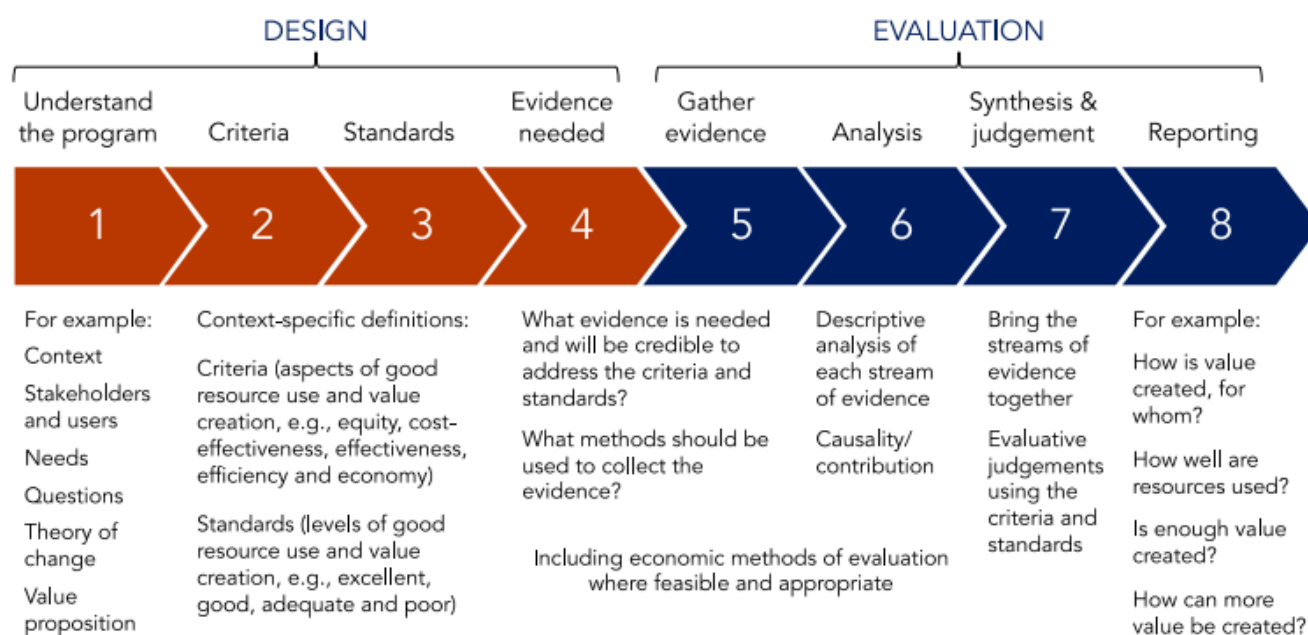 DESIGN
EVALUATION
Understand
the program
Criteria
Standards
Evidence
needed
Gather
evidence
Analysis
Synthesis &
judgement
Reporting
1
2
3
4
5
6
7
8
For example:
Context
Stakeholders
and users
Needs
Questions
Theory of
change
Value
proposition
Context-specific definitions:
Criteria (aspects of good
resource use and value
creation, e.g., equity, cost-
effectiveness, effectiveness,
efficiency and economy)
Standards (levels of good
resource use and value
creation, e.g., excellent,
good, adequate and poor)
What evidence is needed
and will be credible to
address the criteria and
standards?
What methods should be
used to collect the
evidence?
Descriptive
analysis of
each stream
of evidence
Causality/
contribution
Including economic methods of evaluation
where feasible and appropriate
Bring the
streams of
evidence
together
Evaluative
judgements
using the
criteria and
standards
For example:
How is value
created, for
whom?
How well are
resources used?
Is enough value
created?
How can more
value be created?